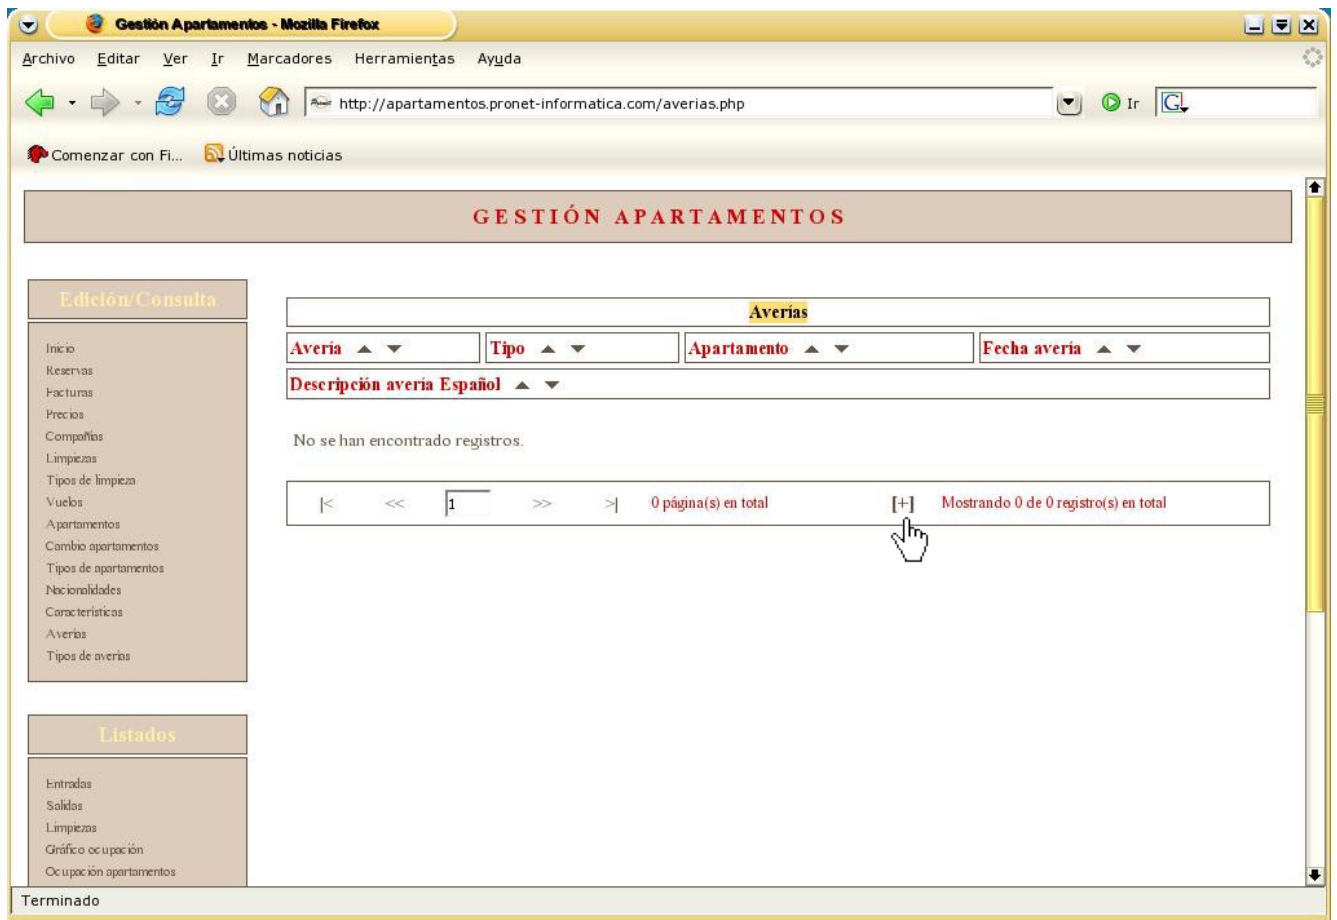 Gestión Apartamentos - Mozilla Firefox
Archivo Editar Ver Ir Marcadores Herramientas Ayuda
http://apartamentos.pronet-informatica.com/averias.php Ir G
Comenzar con Fi... Últimas noticias
GESTIÓN APARTAMENTOS
Edición/Consulta
Inicio
Reservas
Facturas
Precios
Compañías
Limpiezas
Tipos de limpieza
Vuelos
Apartamentos
Cambio apartamentos
Tipos de apartamentos
Nacionalidades
Características
Averías
Tipos de averías
Listados
Entradas
Salidas
Limpiezas
Gráfico ocupación
Ocupación apartamentos
Averías
Avería Tipo Apartamento Fecha avería
Descripción avería Español
No se han encontrado registros.
|< << 1 >> >| 0 página(s) en total [+] Mostrando 0 de 0 registro(s) en total
Terminado